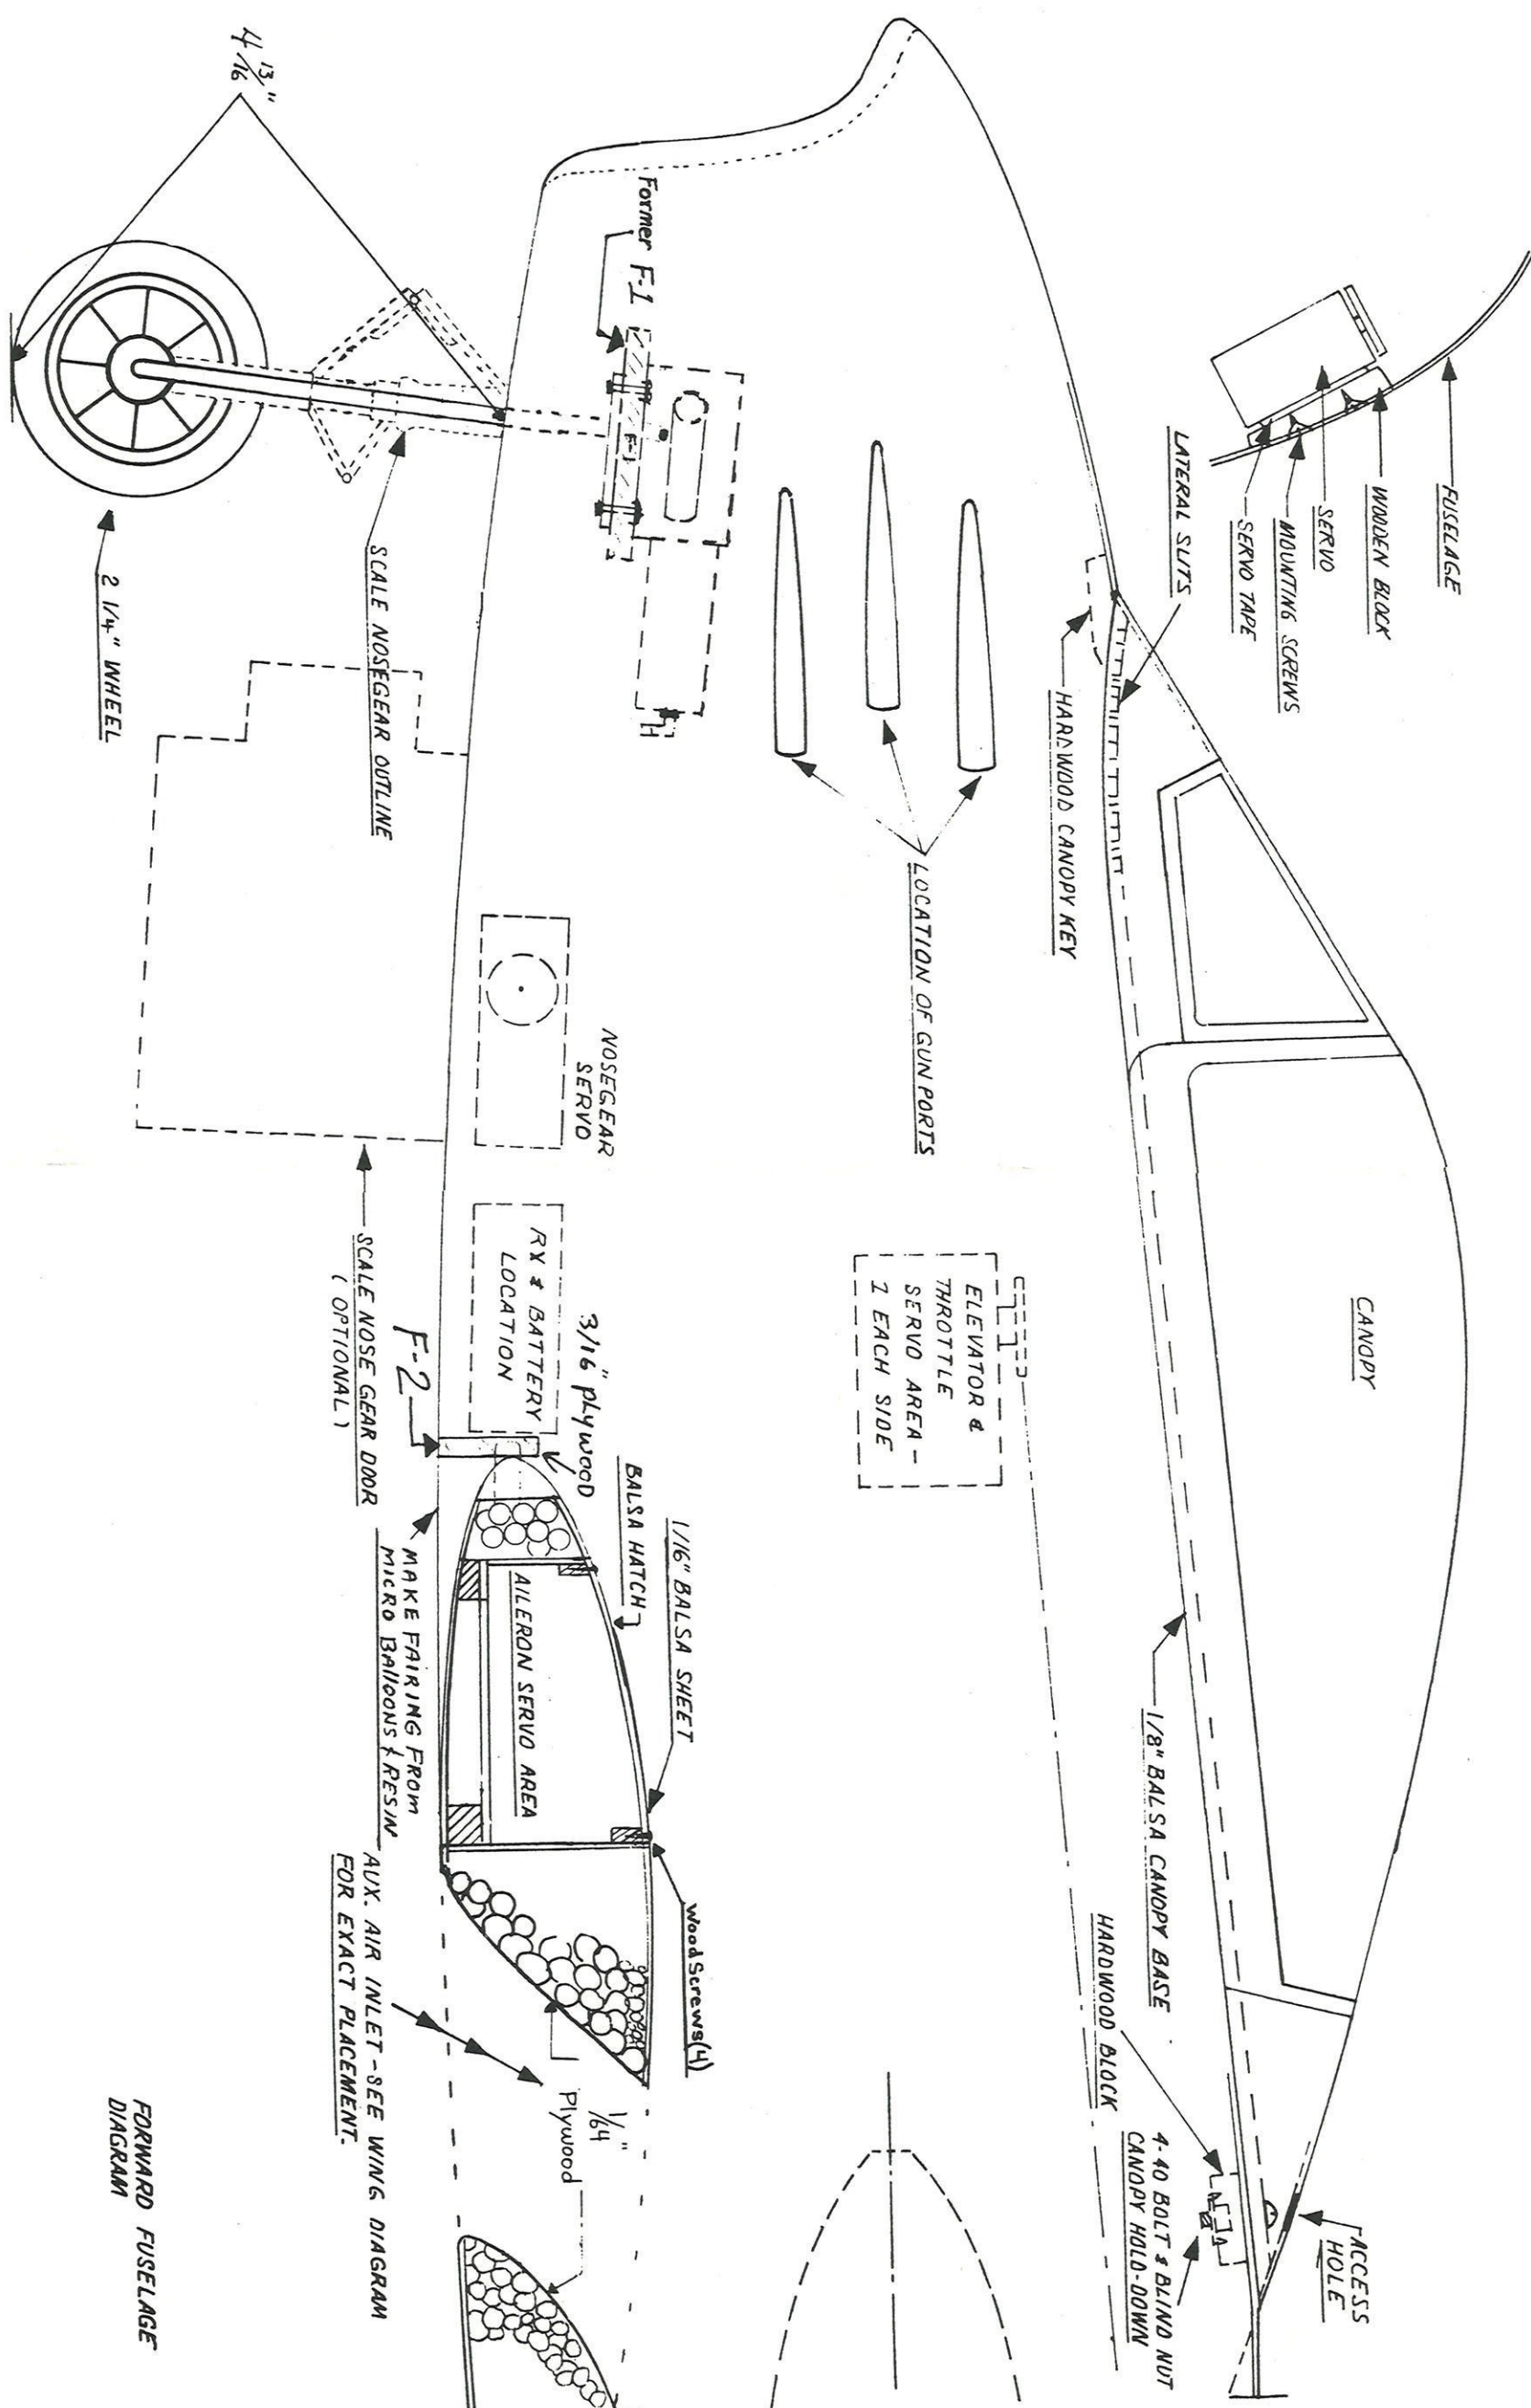 FUSELAGE
WOODEN BLOCK
SERVO
MOUNTING SCREWS
SERVO TAPE
LATERAL SLITS
HARDWOOD CANOPY KEY
CANOPY
1/8" BALSA CANOPY BASE
HARDWOOD BLOCK
ACCESS
HOLE
4-40 BOLT & BLIND NUT
CANOPY HOLD-DOWN
LOCATION OF GUN PORTS
ELEVATOR &
THROTTLE
SERVO AREA -
1 EACH SIDE
Former F-1
F-1
4 13/16"
2 1/4" WHEEL
SCALE NOSEGEAR OUTLINE
NOSEGEAR
SERVO
RX & BATTERY
LOCATION
3/16" plywood
F-2
SCALE NOSE GEAR DOOR
(OPTIONAL)
BALSA HATCH
1/16" BALSA SHEET
AILERON SERVO AREA
Wood Screws (4)
MAKE FAIRING FROM
MICRO BAllOONS & RESIN
AUX. AIR INLET - SEE WING DIAGRAM
FOR EXACT PLACEMENT.
1/64"
Plywood
FORWARD FUSELAGE
DIAGRAM